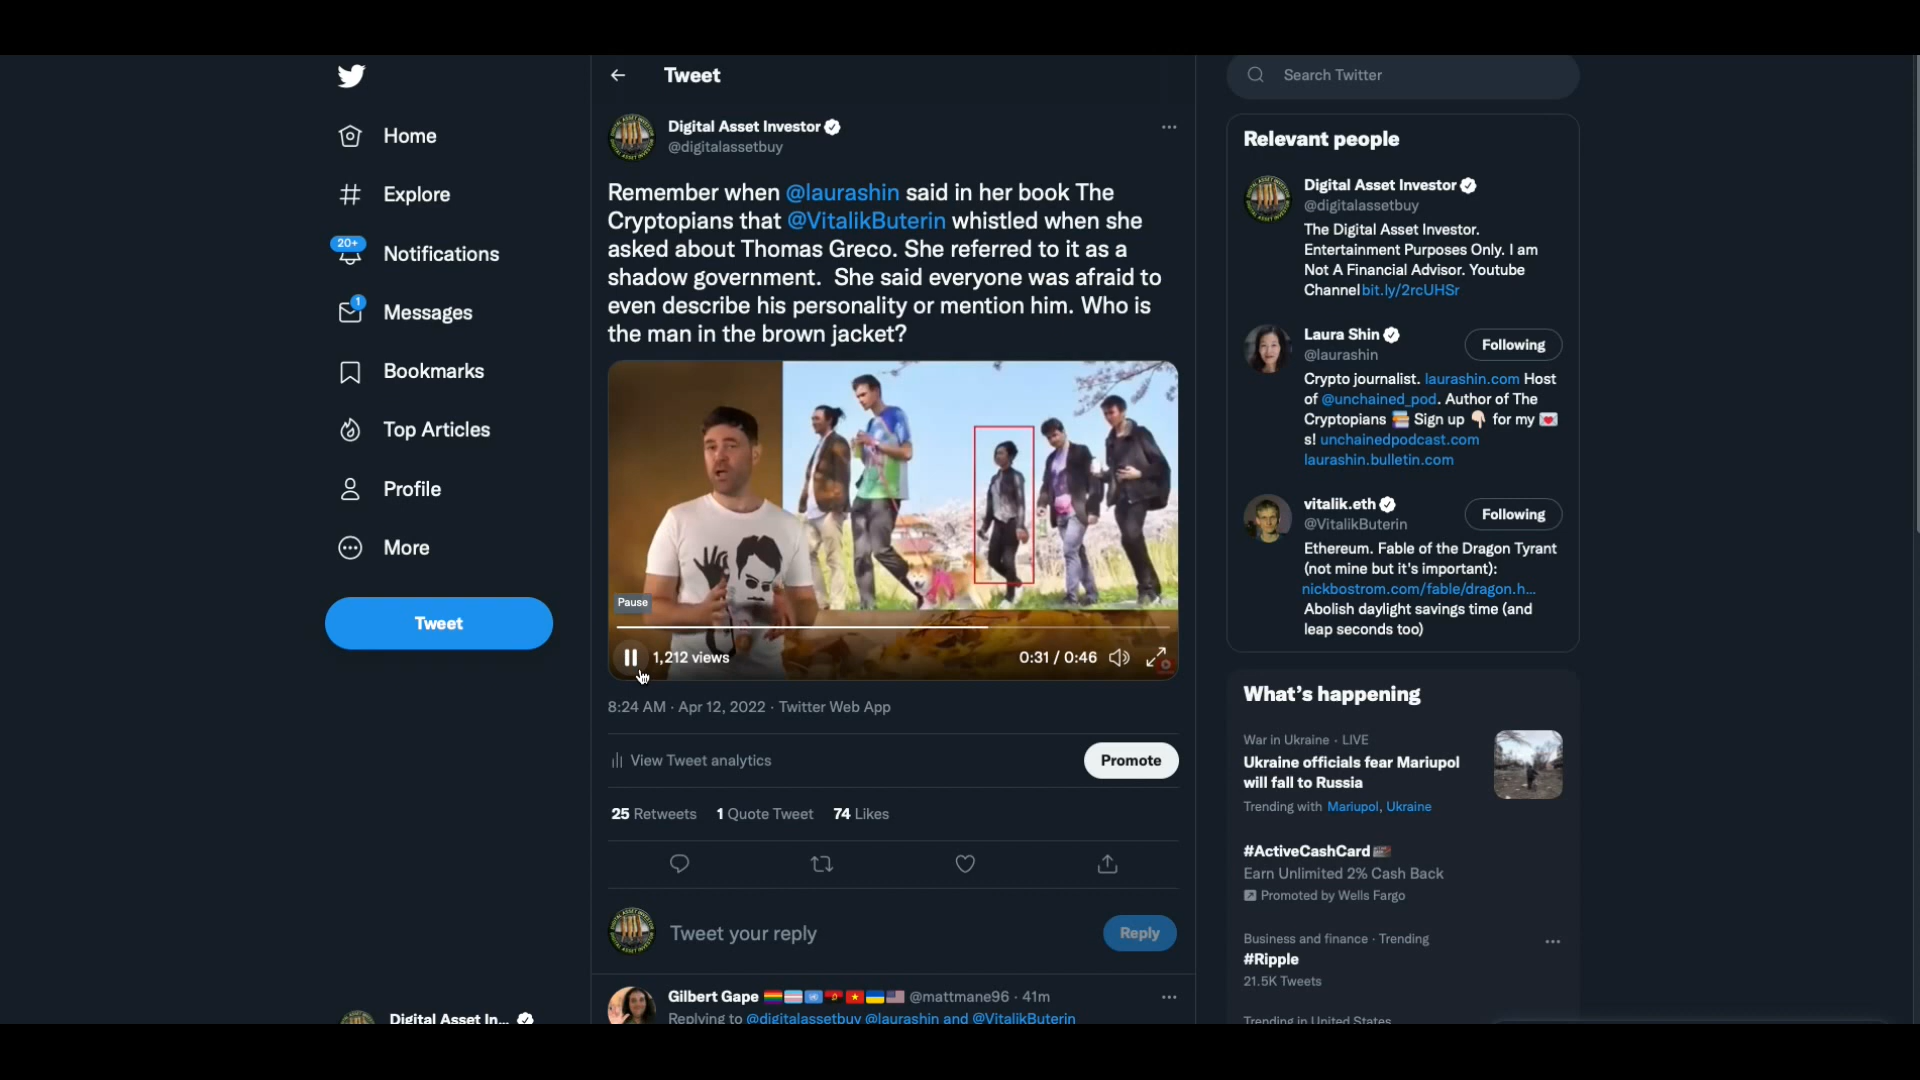 Home
Explore
20+
Notifications
1
Messages
Bookmarks
Top Articles
Profile
More
Tweet
Digital Asset In...
Tweet
Digital Asset Investor
@digitalassetbuy
Remember when @laurashin said in her book The
Cryptopians that @VitalikButerin whistled when she
asked about Thomas Greco. She referred to it as a
shadow government.  She said everyone was afraid to
even describe his personality or mention him. Who is
the man in the brown jacket?
Pause
1,212 views
0:31 / 0:46
8:24 AM · Apr 12, 2022 · Twitter Web App
View Tweet analytics
Promote
25 Retweets 1 Quote Tweet 74 Likes
Tweet your reply
Reply
Gilbert Gape @mattmane96 · 41m
Replying to @digitalassetbuy @laurashin and @VitalikButerin
Search Twitter
Relevant people
Digital Asset Investor
@digitalassetbuy
The Digital Asset Investor.
Entertainment Purposes Only. I am
Not A Financial Advisor. Youtube
Channel bit.ly/2rcUHSr
Laura Shin
@laurashin
Following
Crypto journalist. laurashin.com Host
of @unchained_pod. Author of The
Cryptopians 📚 Sign up 👇🏻 for my 💌
s! unchainedpodcast.com
laurashin.bulletin.com
vitalik.eth
@VitalikButerin
Following
Ethereum. Fable of the Dragon Tyrant
(not mine but it's important):
nickbostrom.com/fable/dragon.h...
Abolish daylight savings time (and
leap seconds too)
What's happening
War in Ukraine · LIVE
Ukraine officials fear Mariupol
will fall to Russia
Trending with Mariupol, Ukraine
#ActiveCashCard
Earn Unlimited 2% Cash Back
Promoted by Wells Fargo
Business and finance · Trending
#Ripple
21.5K Tweets
Trending in United States